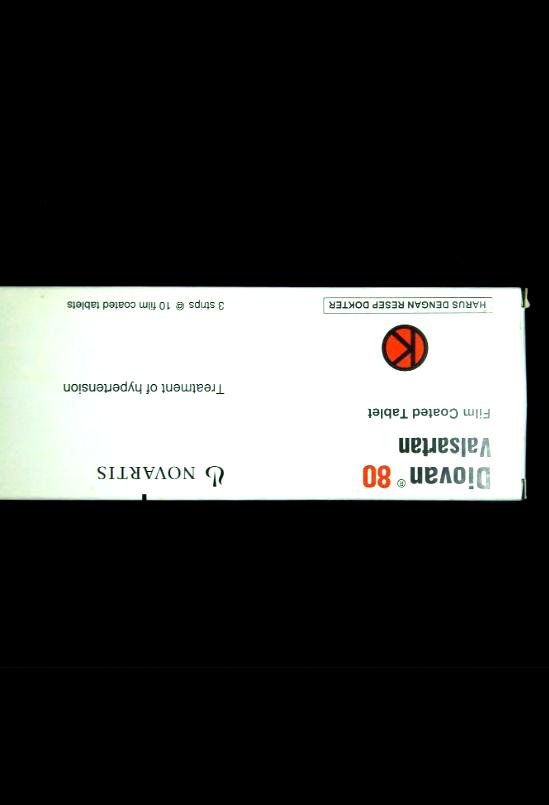 Diovan® 80
Valsartan
Film Coated Tablet
K
HARUS DENGAN RESEP DOKTER
NOVARTIS
Treatment of hypertension
3 strips @ 10 film coated tablets